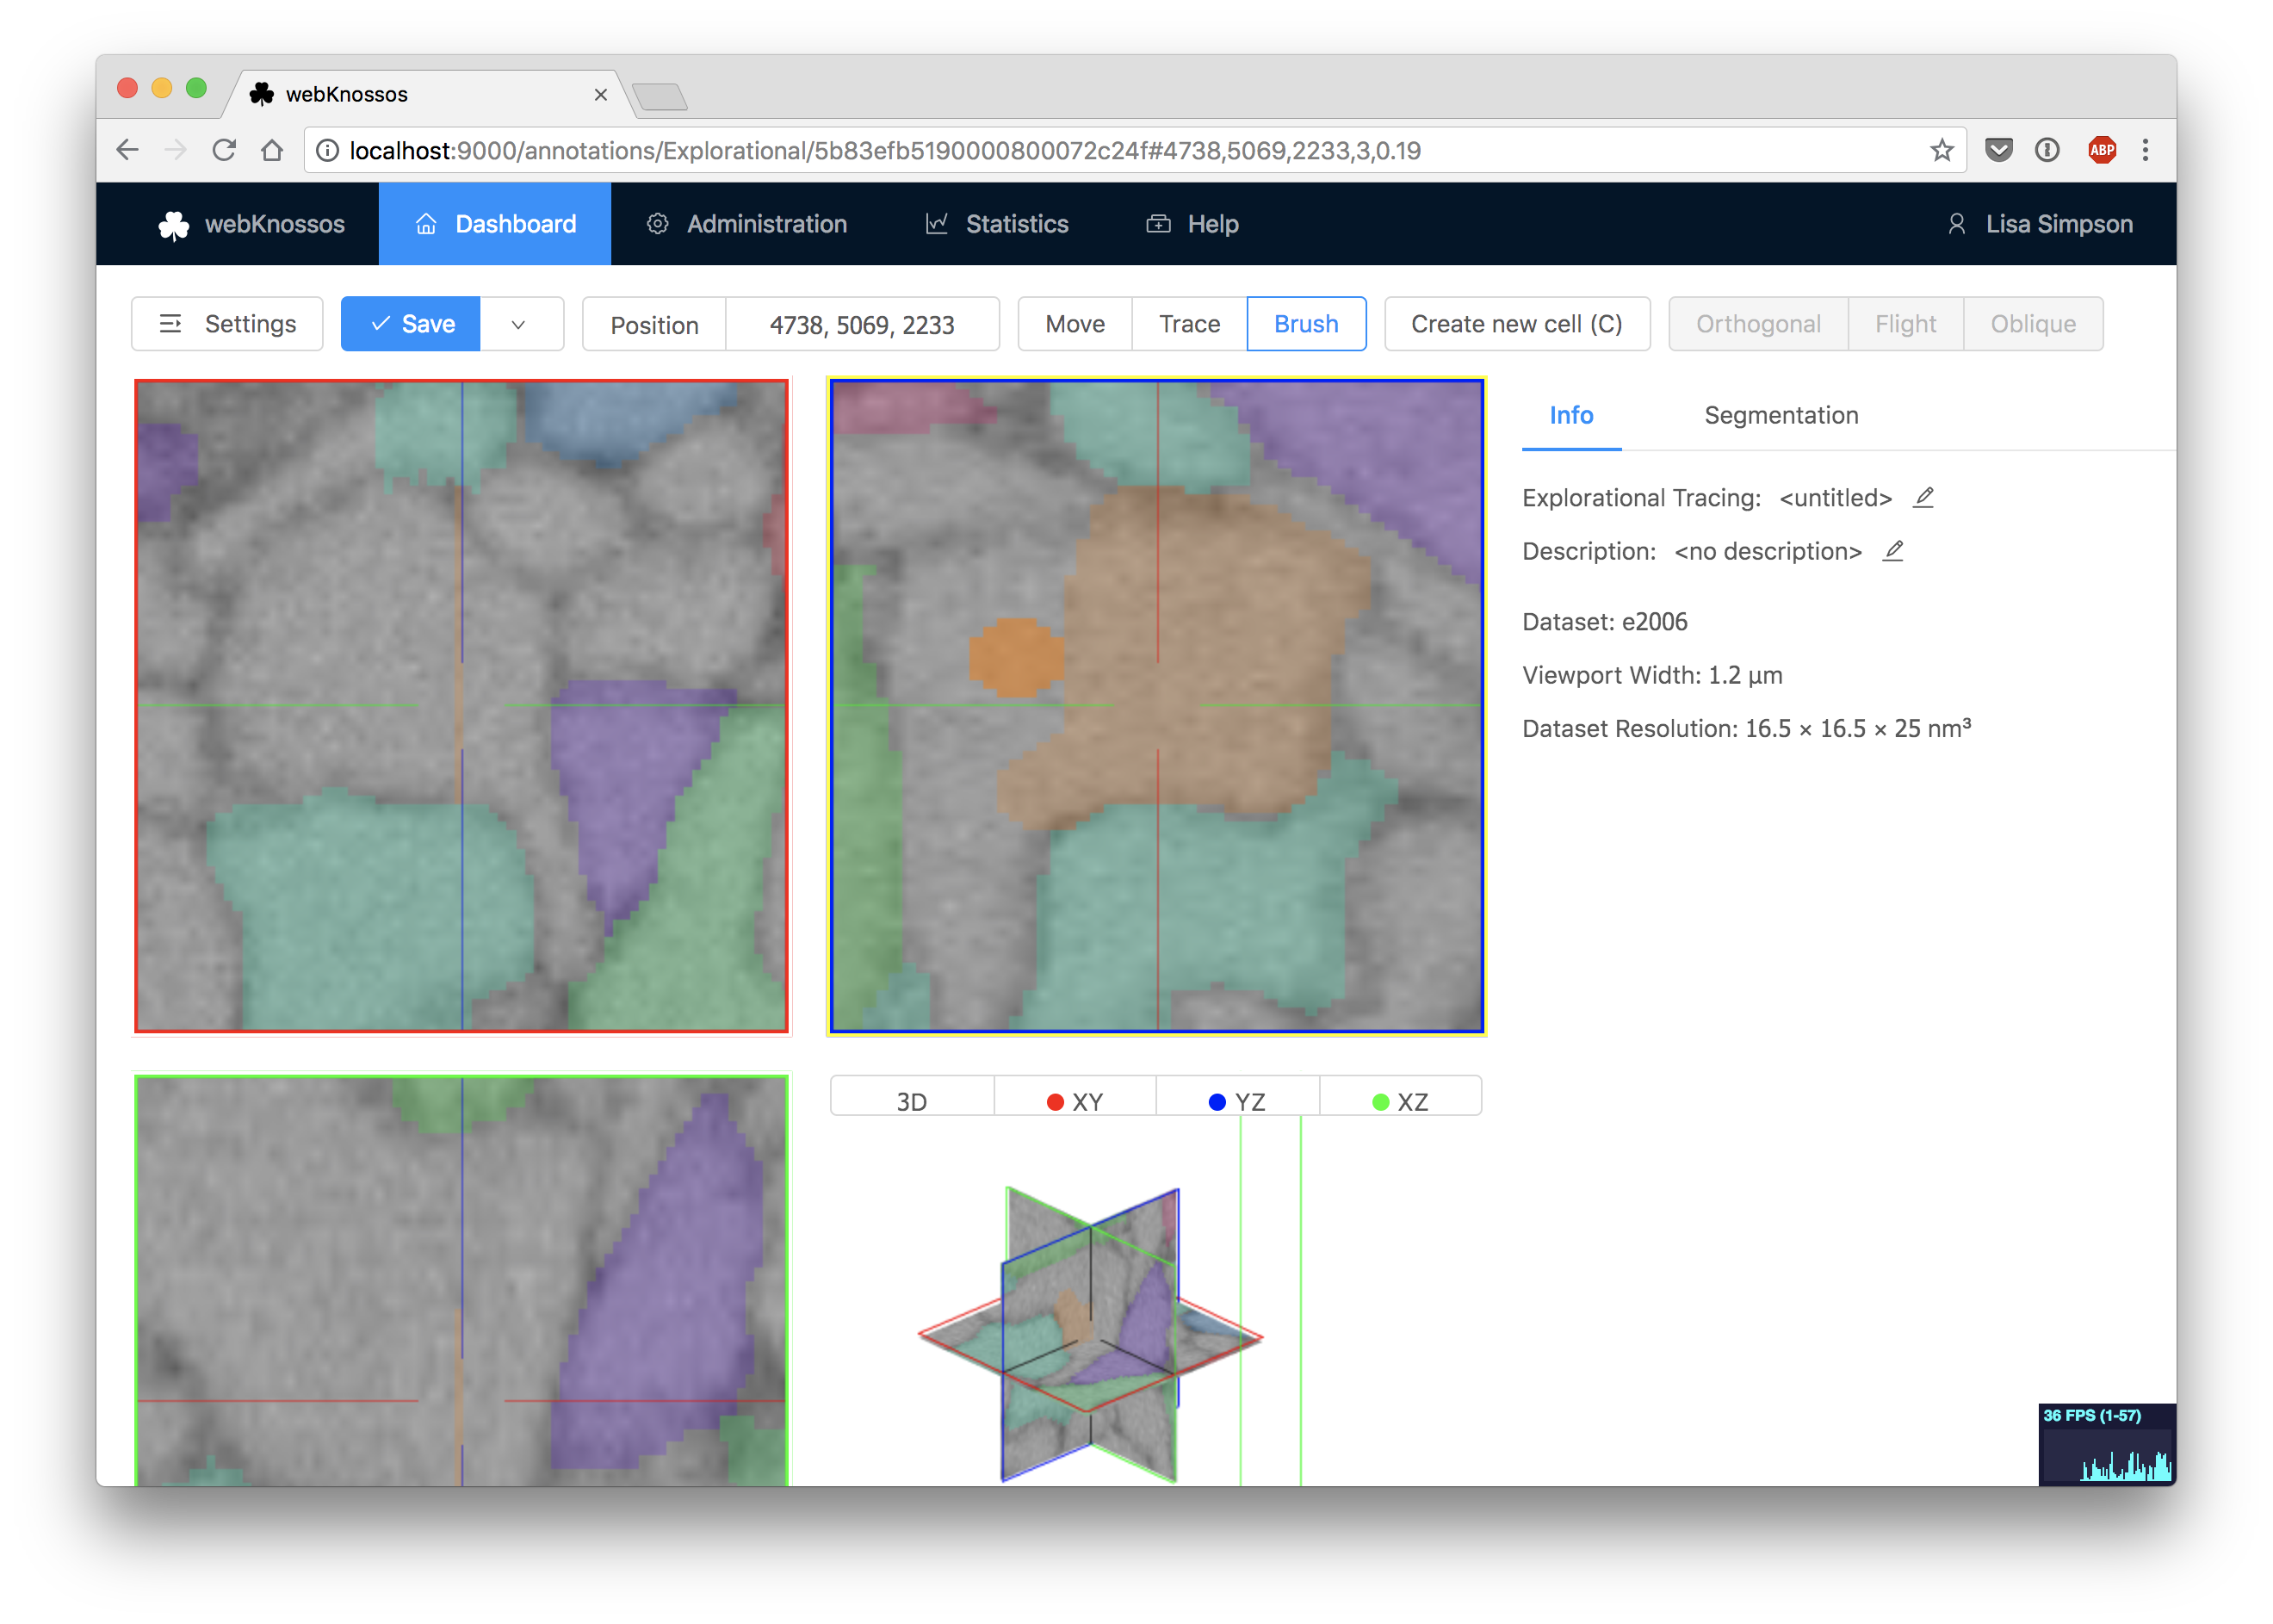 webKnossos
localhost:9000/annotations/Explorational/5b83efb5190000800072c24f#4738,5069,2233,3,0.19
ABP
webKnossos Dashboard Administration Statistics Help Lisa Simpson
Settings Save Position 4738, 5069, 2233 Move Trace Brush Create new cell (C) Orthogonal Flight Oblique
Info Segmentation
Explorational Tracing: <untitled>
Description: <no description>
Dataset: e2006
Viewport Width: 1.2 µm
Dataset Resolution: 16.5 × 16.5 × 25 nm³
3D XY YZ XZ
36 FPS (1-57)